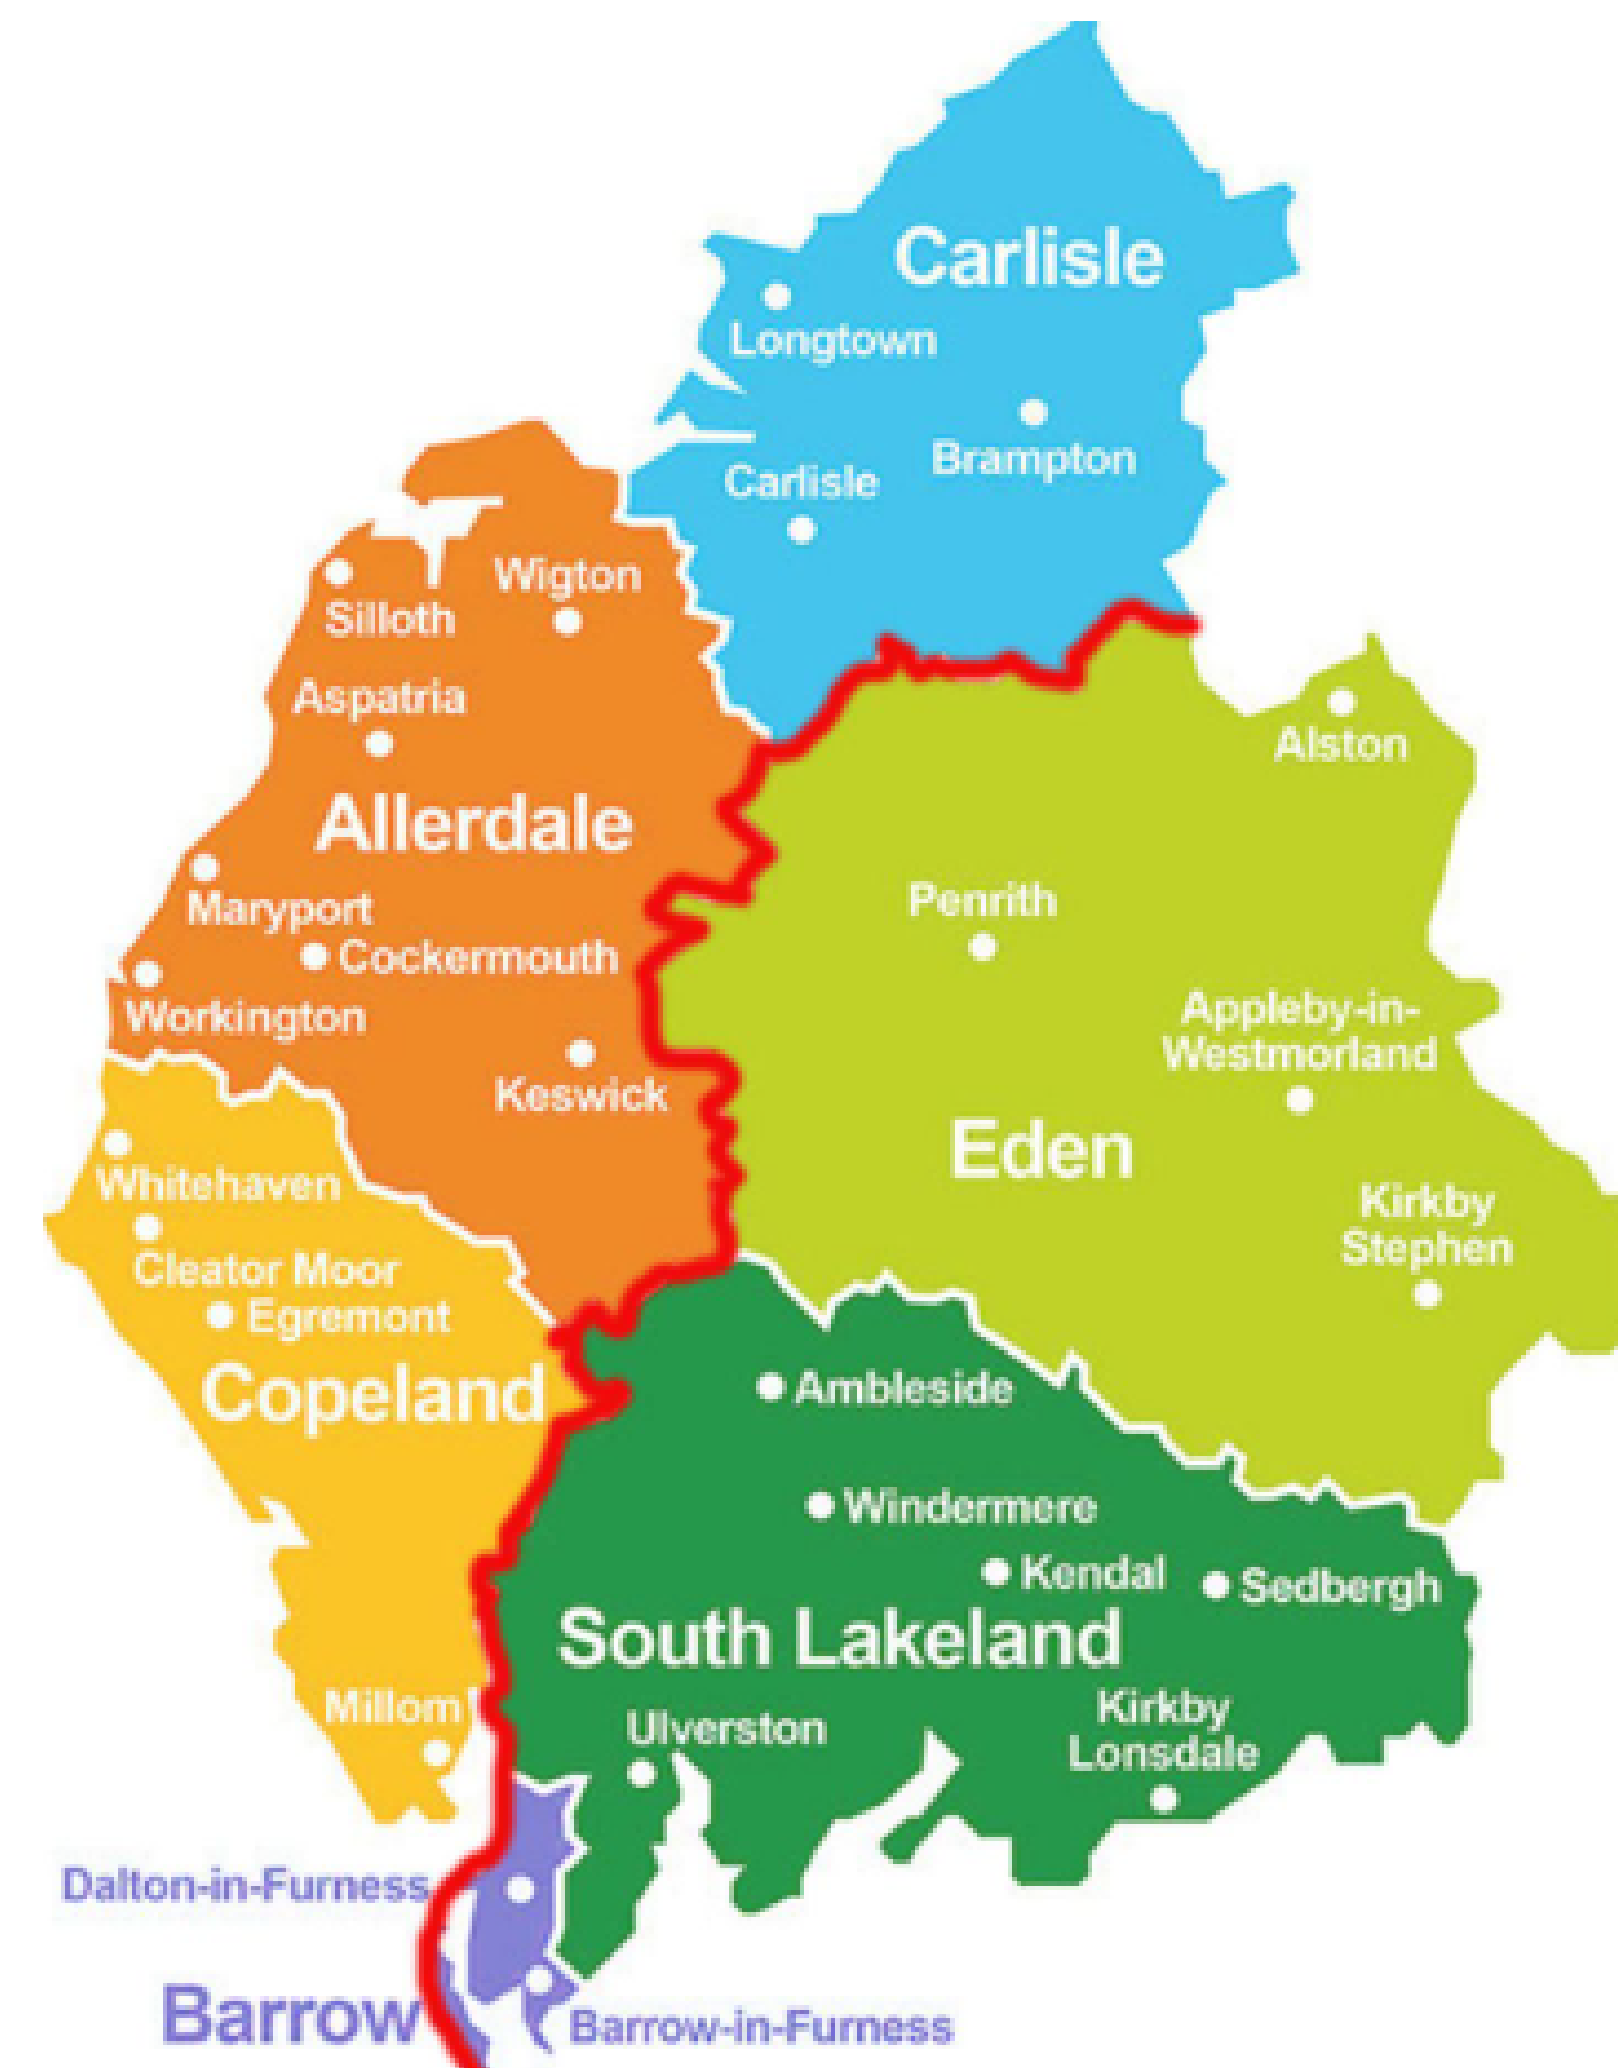 Carlisle
Longtown
Brampton
Carlisle
Wigton
Silloth
Aspatria
Alston
Allerdale
Maryport
Penrith
Cockermouth
Workington
Appleby-in-
Westmorland
Keswick
Eden
Whitehaven
Kirkby
Stephen
Cleator Moor
Egremont
Copeland
Ambleside
Windermere
Kendal
Sedbergh
South Lakeland
Millom
Ulverston
Kirkby
Lonsdale
Dalton-in-Furness
Barrow
Barrow-in-Furness